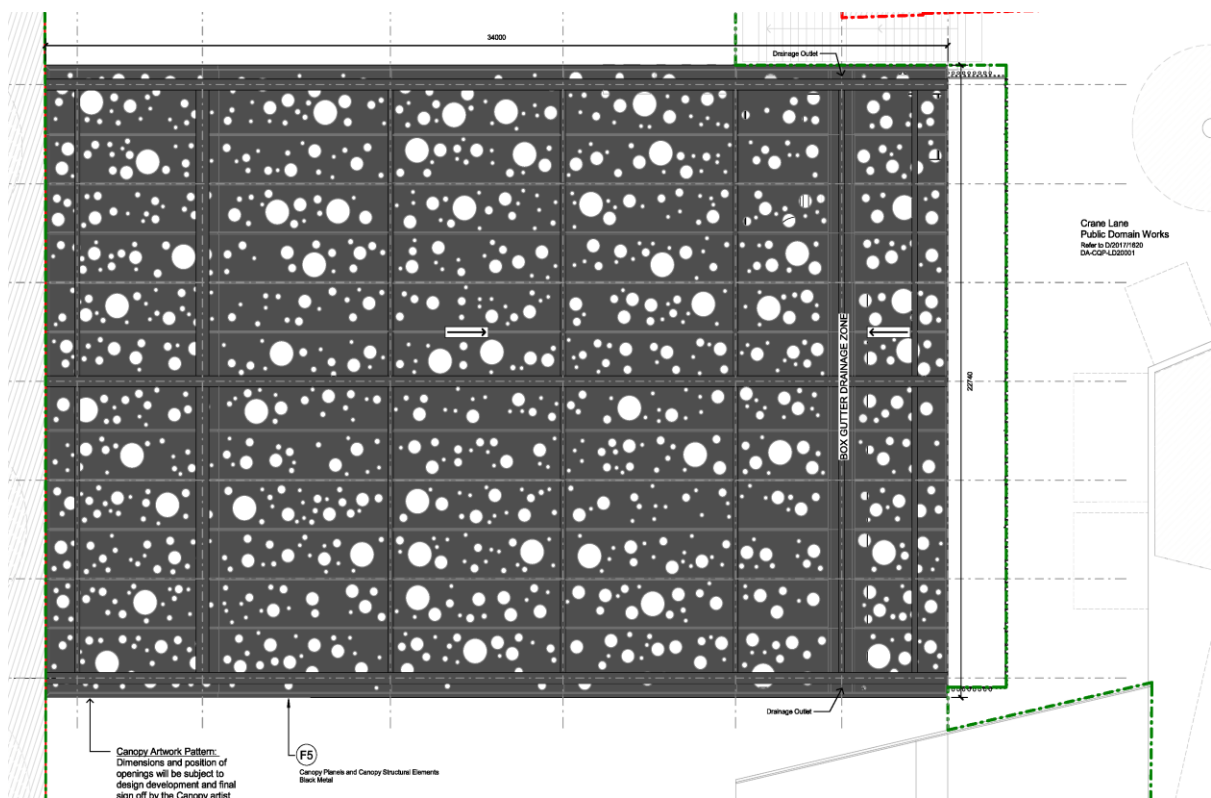 34000
Drainage Outlet
Crane Lane
Public Domain Works
Refer to D/2017/1620
DA-CQP-LD20001
BOX GUTTER DRAINAGE ZONE
22740
Drainage Outlet
Canopy Artwork Pattern:
Dimensions and position of
openings will be subject to
design development and final
sign off by the Canopy artist
F5
Canopy Planels and Canopy Structural Elements
Black Metal